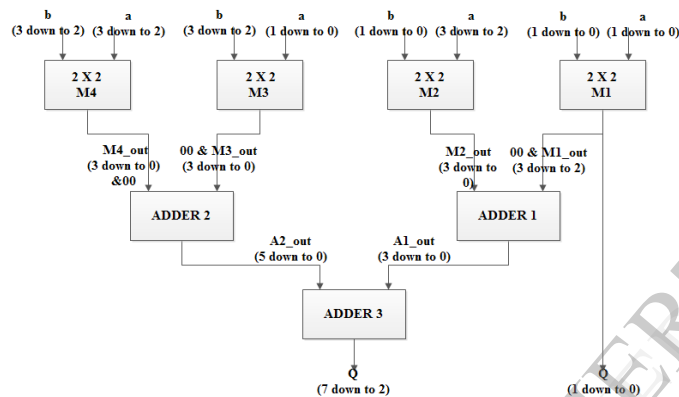 b a b a b a b a
(3 down to 2) (3 down to 2) (3 down to 2) (1 down to 0) (1 down to 0) (3 down to 2) (1 down to 0) (1 down to 0)
2 X 2 2 X 2 2 X 2 2 X 2
M4 M3 M2 M1
M4_out 00 & M3_out M2_out 00 & M1_out
(3 down to 0) (3 down to 0) (3 down to (3 down to 2)
&00 0)
ADDER 2 ADDER 1
A2_out A1_out
(5 down to 0) (3 down to 0)
ADDER 3
Q Q
(7 down to 2) (1 down to 0)